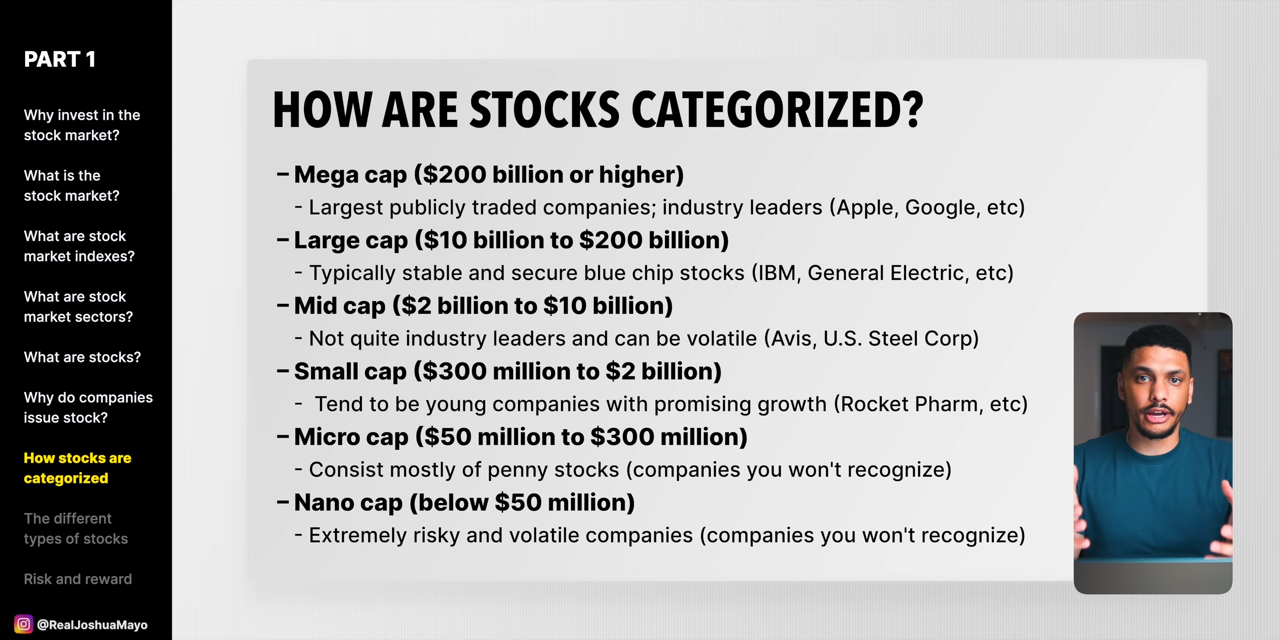 PART 1
Why invest in the
stock market?
What is the
stock market?
What are stock
market indexes?
What are stock
market sectors?
What are stocks?
Why do companies
issue stock?
How stocks are
categorized
The different
types of stocks
Risk and reward
@RealJoshuaMayo
HOW ARE STOCKS CATEGORIZED?
– Mega cap ($200 billion or higher)
- Largest publicly traded companies; industry leaders (Apple, Google, etc)
– Large cap ($10 billion to $200 billion)
- Typically stable and secure blue chip stocks (IBM, General Electric, etc)
– Mid cap ($2 billion to $10 billion)
- Not quite industry leaders and can be volatile (Avis, U.S. Steel Corp)
– Small cap ($300 million to $2 billion)
- Tend to be young companies with promising growth (Rocket Pharm, etc)
– Micro cap ($50 million to $300 million)
- Consist mostly of penny stocks (companies you won't recognize)
– Nano cap (below $50 million)
- Extremely risky and volatile companies (companies you won't recognize)